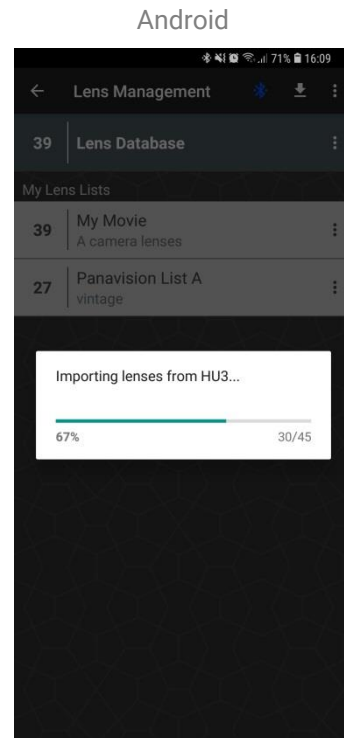 Android
71% 16:09
Lens Management
39 Lens Database
My Lens Lists
39 My Movie
A camera lenses
27 Panavision List A
vintage
Importing lenses from HU3...
67% 30/45